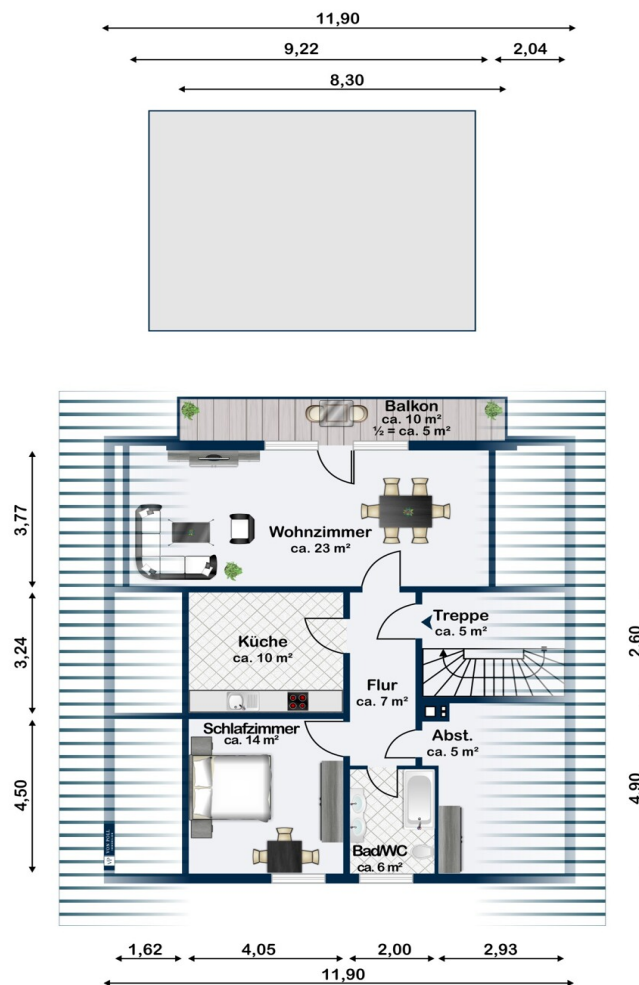 11,90
9,22
2,04
8,30
Balkon
ca. 10 m²
½ = ca. 5 m²
3,77
Wohnzimmer
ca. 23 m²
3,24
Küche
ca. 10 m²
Treppe
ca. 5 m²
2,60
Flur
ca. 7 m²
Schlafzimmer
ca. 14 m²
Abst.
ca. 5 m²
4,50
4,90
Bad/WC
ca. 6 m²
VP
1,62
4,05
2,00
2,93
11,90